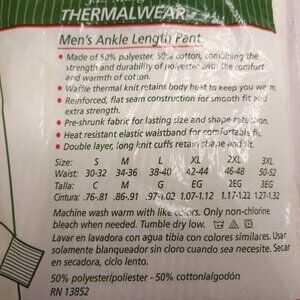 THERMALWEAR
Men's Ankle Length Pant
• Made of 50% polyester, 50% cotton, combining the
strength and durability of polyester with the comfort
and warmth of cotton.
• Waffle thermal knit retains body heat to keep you warm.
• Reinforced, flat seam construction for smooth fit and
extra strength.
• Pre-shrunk fabric for lasting size and shape retention.
• Heat resistant elastic waistband for comfortable fit.
• Double layer, long knit cuffs retain shape and fit.
Size: S M L XL 2XL 3XL
Waist: 30-32 34-36 38-40 42-44 46-48 50-52
Talla: C M G EG 2EG 3EG
Cintura: .76-.81 .86-.91 .97-1.02 1.07-1.12 1.17-1.22 1.27-1.32
Machine wash warm with like colors. Only non-chlorine
bleach when needed. Tumble dry low.
Lavar en lavadora con agua tibia con colores similares. Usar
solamente blanqueador sin cloro cuando sea necesite. Secar
en secadora, ciclo lento.
50% polyester/poliester - 50% cotton/algodón
RN 13852